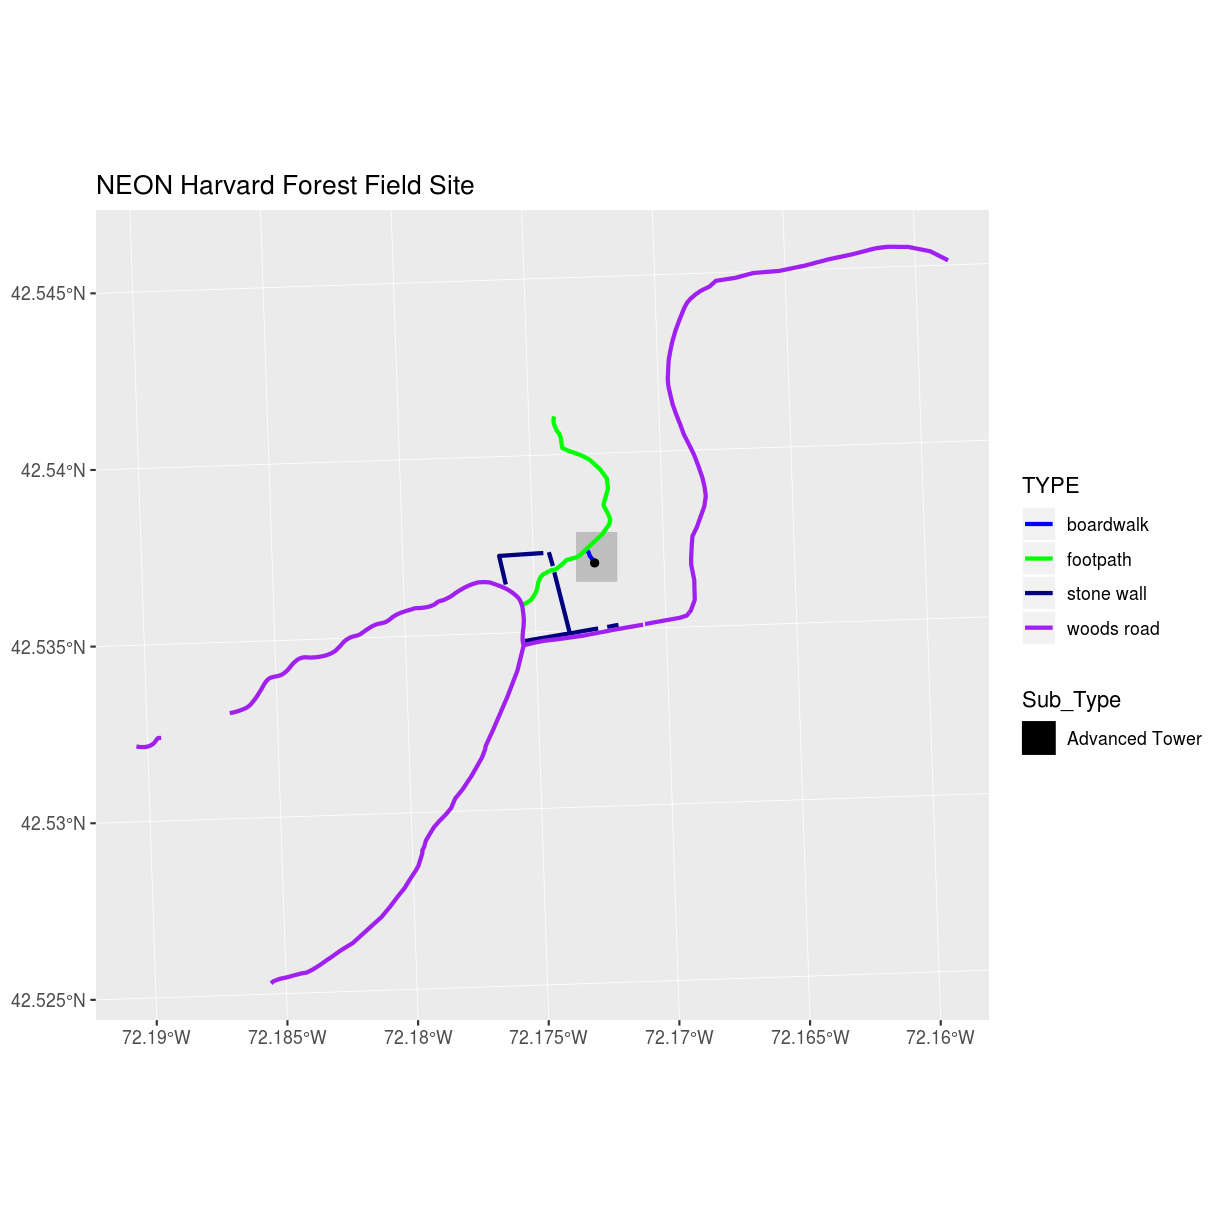 NEON Harvard Forest Field Site
42.545°N
42.54°N
42.535°N
42.53°N
42.525°N
72.19°W
72.185°W
72.18°W
72.175°W
72.17°W
72.165°W
72.16°W
TYPE
boardwalk
footpath
stone wall
woods road
Sub_Type
Advanced Tower